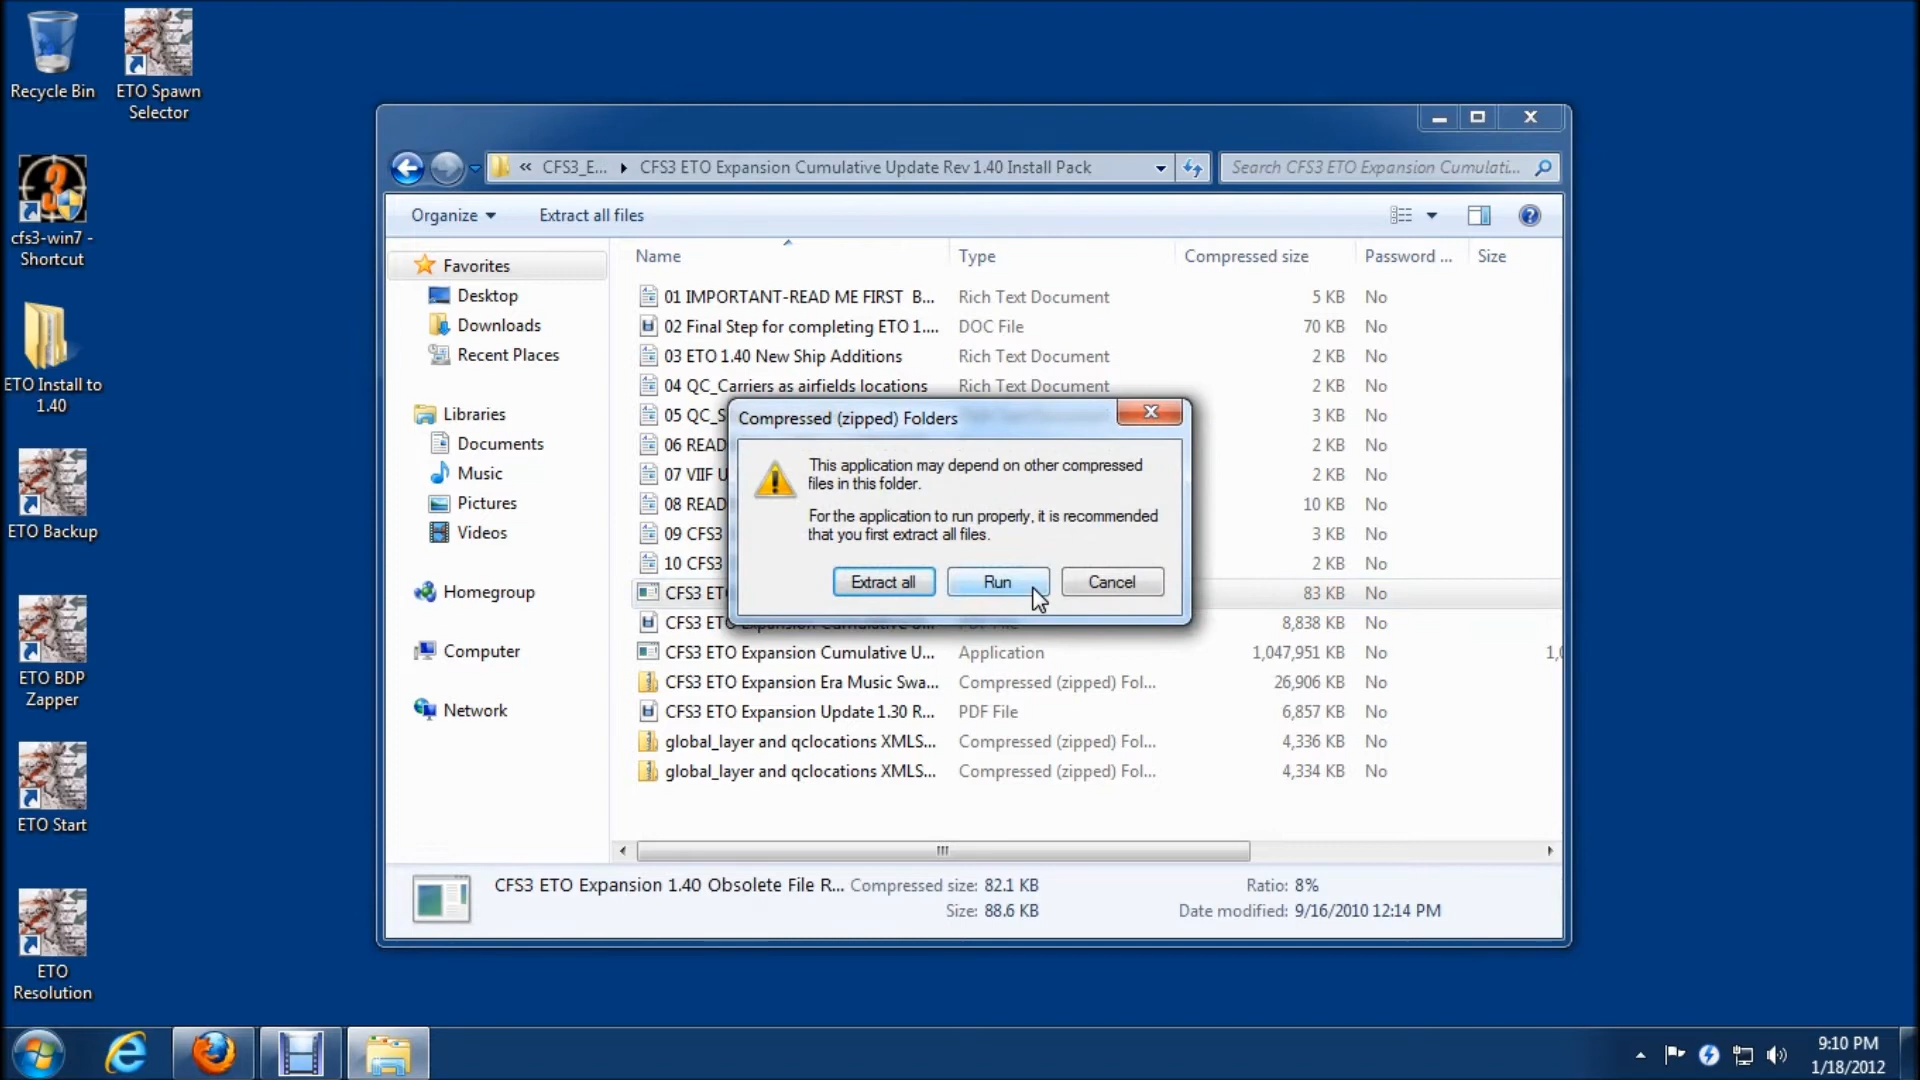 Recycle Bin
ETO Spawn
Selector
cfs3-win7 -
Shortcut
ETO Install to
1.40
ETO Backup
ETO BDP
Zapper
ETO Start
ETO
Resolution
« CFS3_E... CFS3 ETO Expansion Cumulative Update Rev 1.40 Install Pack
Search CFS3 ETO Expansion Cumulati...
Organize Extract all files
Favorites
Desktop
Downloads
Recent Places
Libraries
Documents
Music
Pictures
Videos
Homegroup
Computer
Network
Name Type Compressed size Password ... Size
01 IMPORTANT-READ ME FIRST B... Rich Text Document 5 KB No
02 Final Step for completing ETO 1.... DOC File 70 KB No
03 ETO 1.40 New Ship Additions Rich Text Document 2 KB No
04 QC_Carriers as airfields locations Rich Text Document 2 KB No
05 QC_S 3 KB No
06 READ 2 KB No
07 VIIF U 2 KB No
08 READ 10 KB No
09 CFS3 3 KB No
10 CFS3 2 KB No
CFS3 ET 83 KB No
CFS3 ETO Expansion Cumulative U... PDF File 8,838 KB No
CFS3 ETO Expansion Cumulative U... Application 1,047,951 KB No 1,0
CFS3 ETO Expansion Era Music Swa... Compressed (zipped) Fol... 26,906 KB No
CFS3 ETO Expansion Update 1.30 R... PDF File 6,857 KB No
global_layer and qclocations XMLS... Compressed (zipped) Fol... 4,336 KB No
global_layer and qclocations XMLS... Compressed (zipped) Fol... 4,334 KB No
Compressed (zipped) Folders
This application may depend on other compressed
files in this folder.
For the application to run properly, it is recommended
that you first extract all files.
Extract all Run Cancel
CFS3 ETO Expansion 1.40 Obsolete File R... Compressed size: 82.1 KB Ratio: 8%
Size: 88.6 KB Date modified: 9/16/2010 12:14 PM
9:10 PM
1/18/2012